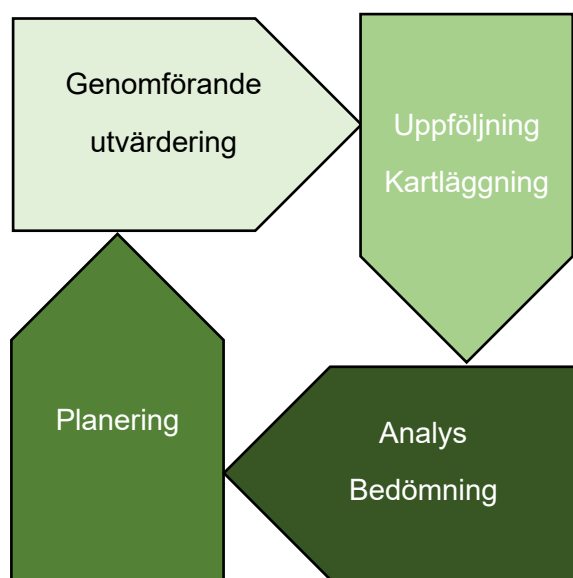 Genomförande
utvärdering
Uppföljning
Kartläggning
Analys
Bedömning
Planering